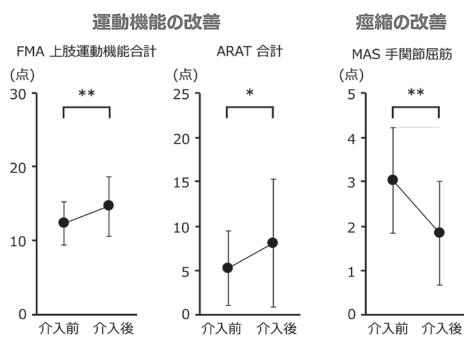 運動機能の改善
痙縮の改善
FMA 上肢運動機能合計
ARAT 合計
MAS 手関節屈筋
(点)
30
20
10
0
**
介入前 介入後
(点)
25
20
15
10
5
0
*
介入前 介入後
(点)
5
4
3
2
1
0
**
介入前 介入後